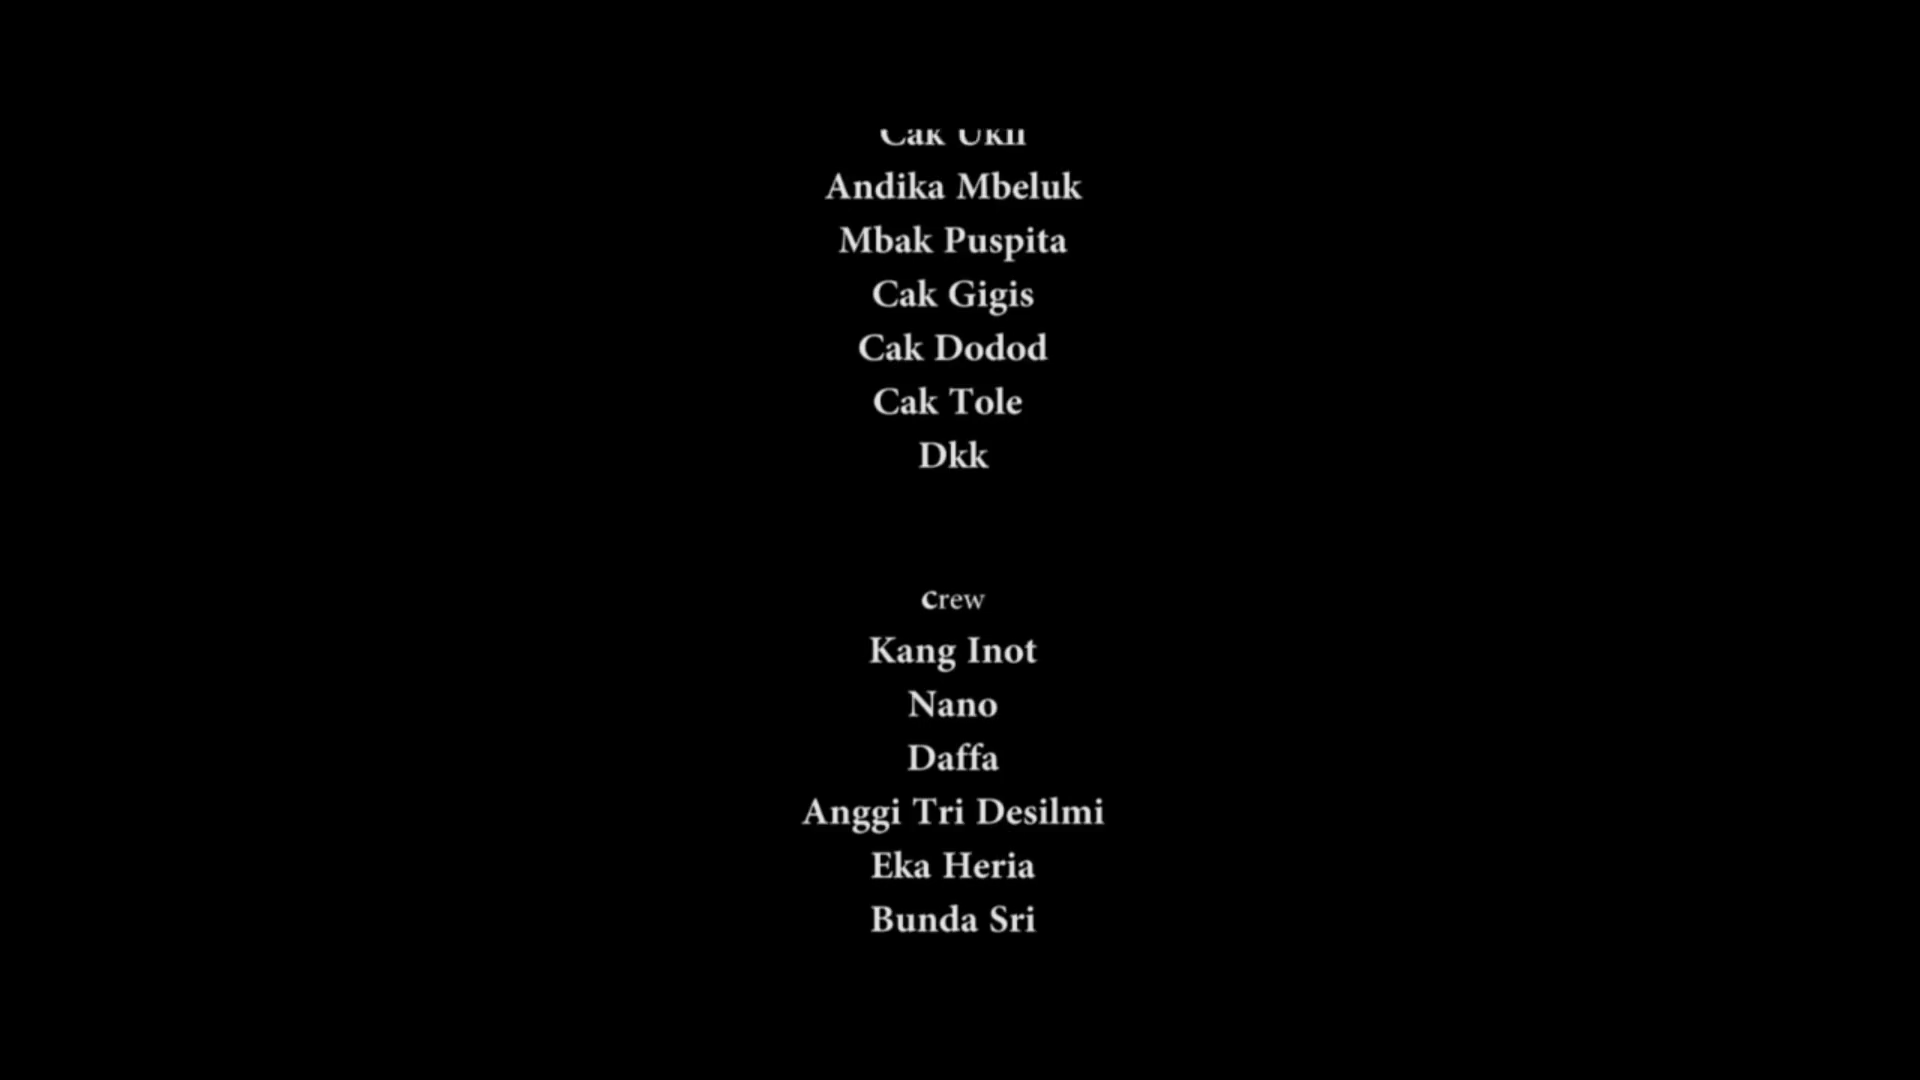 Cak
Andika Mbeluk
Mbak Puspita
Cak Gigis
Cak Dodod
Cak Tole
Dkk
crew
Kang Inot
Nano
Daffa
Anggi Tri Desilmi
Eka Heria
Bunda Sri